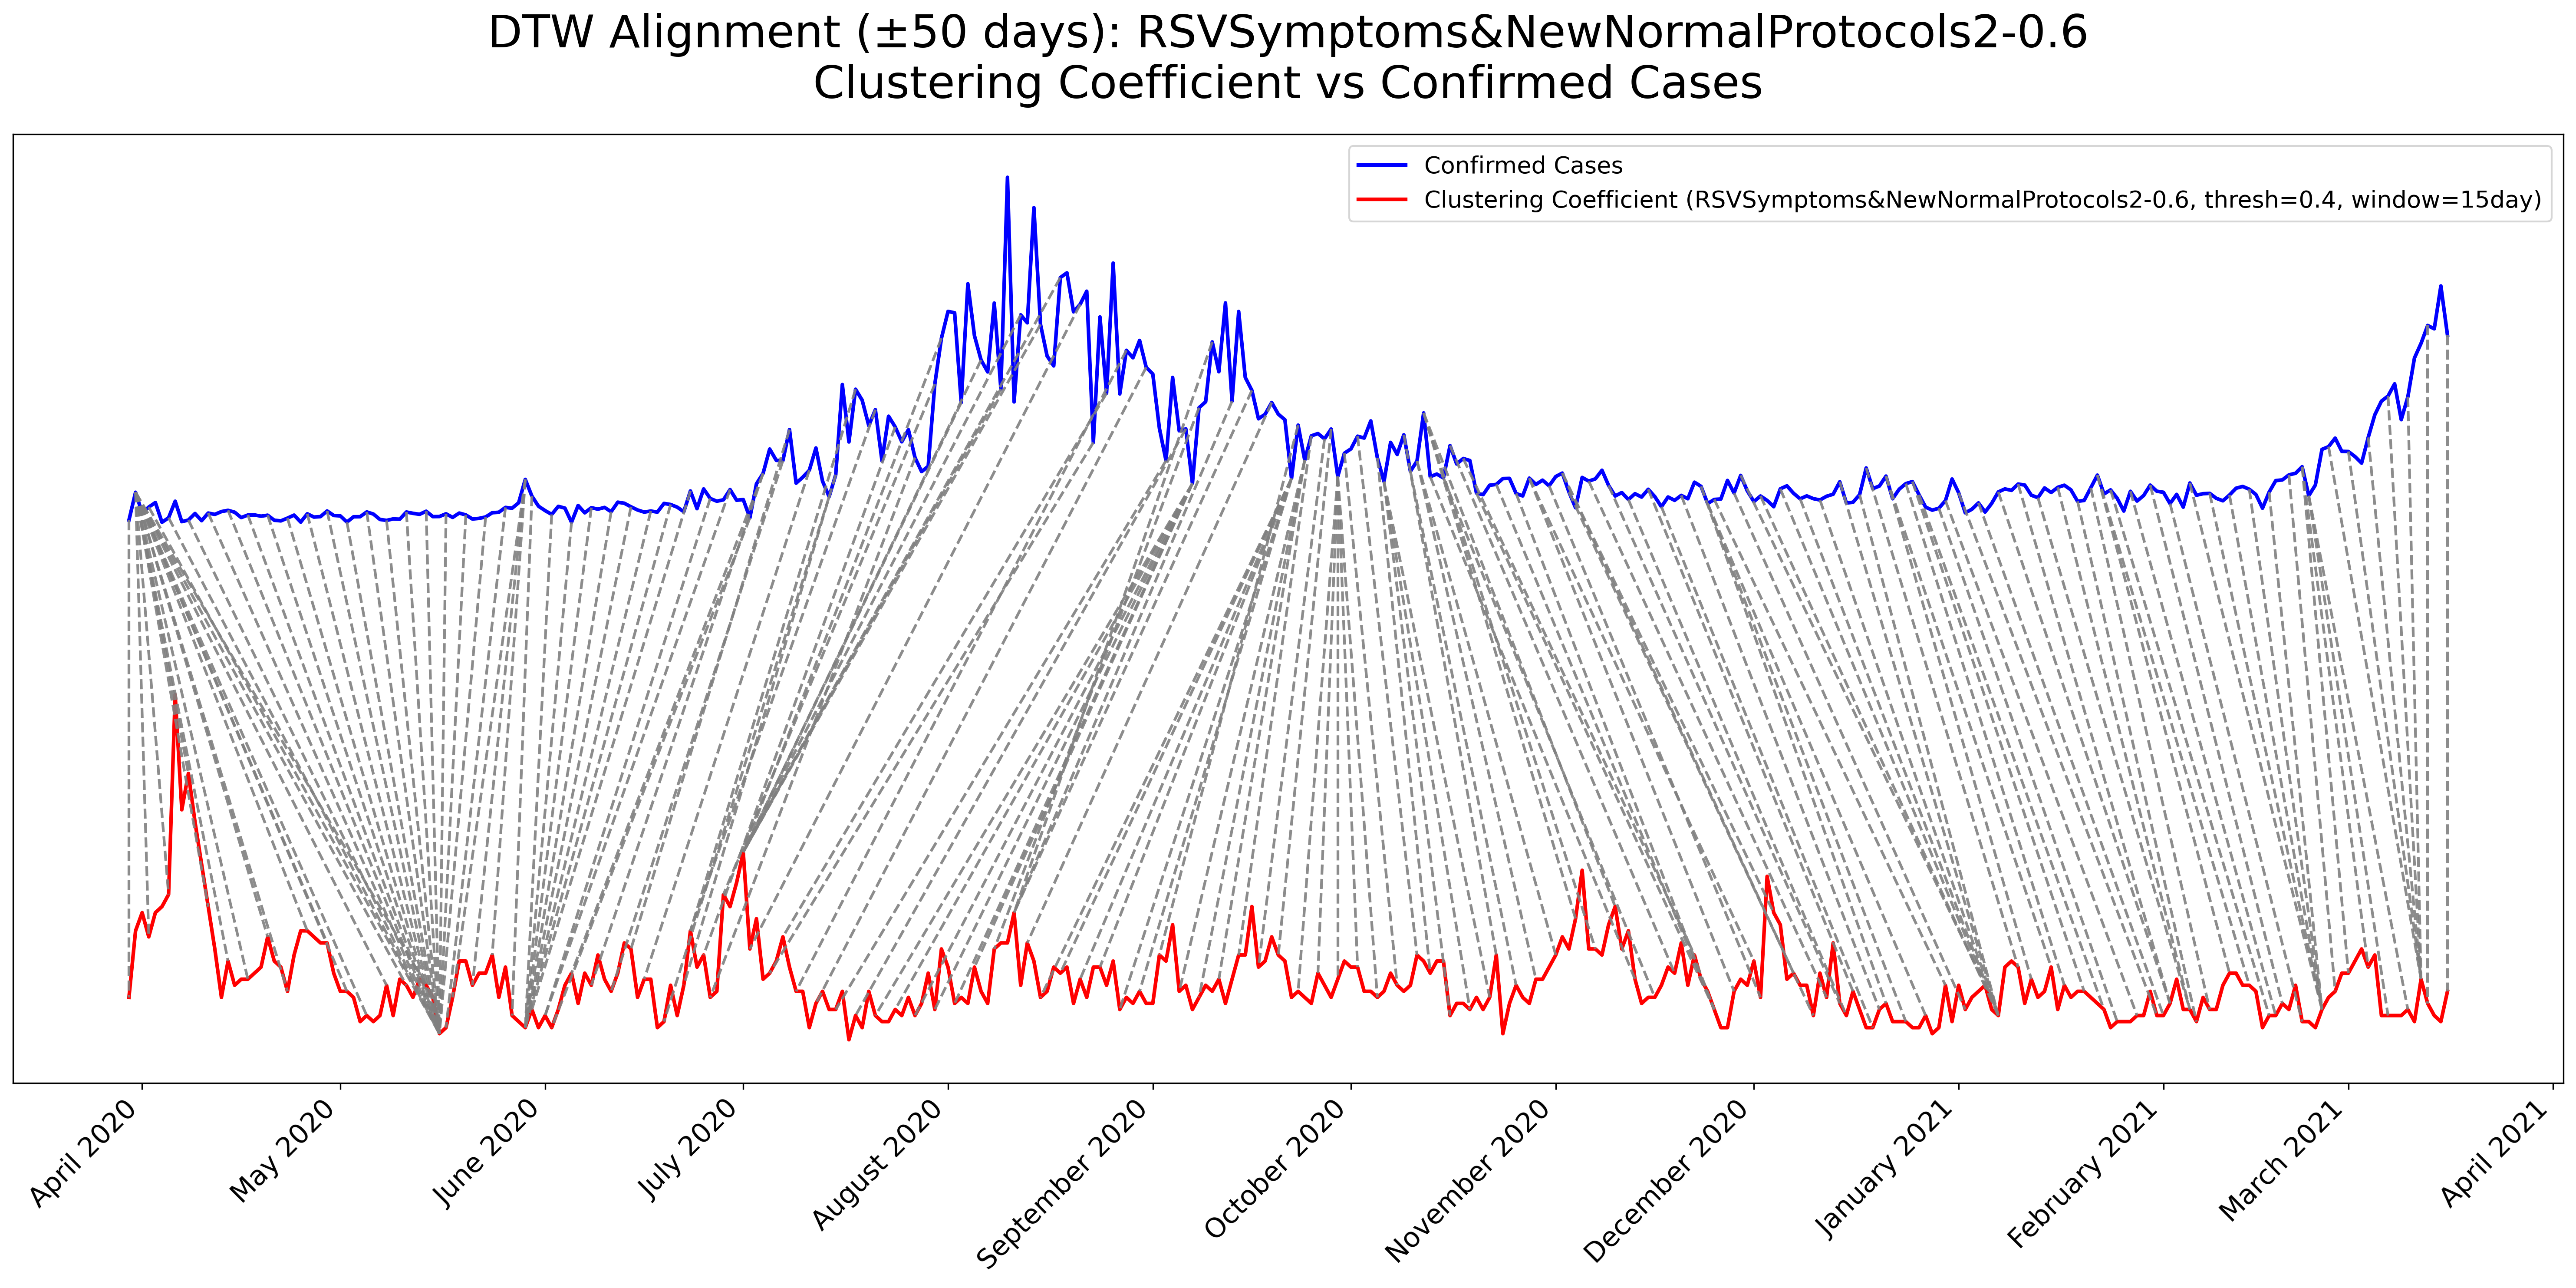 DTW Alignment (±50 days): RSVSymptoms&NewNormalProtocols2-0.6
Clustering Coefficient vs Confirmed Cases
Confirmed Cases
Clustering Coefficient (RSVSymptoms&NewNormalProtocols2-0.6, thresh=0.4, window=15day)
April 2020
May 2020
June 2020
July 2020
August 2020
September 2020
October 2020
November 2020
December 2020
January 2021
February 2021
March 2021
April 2021